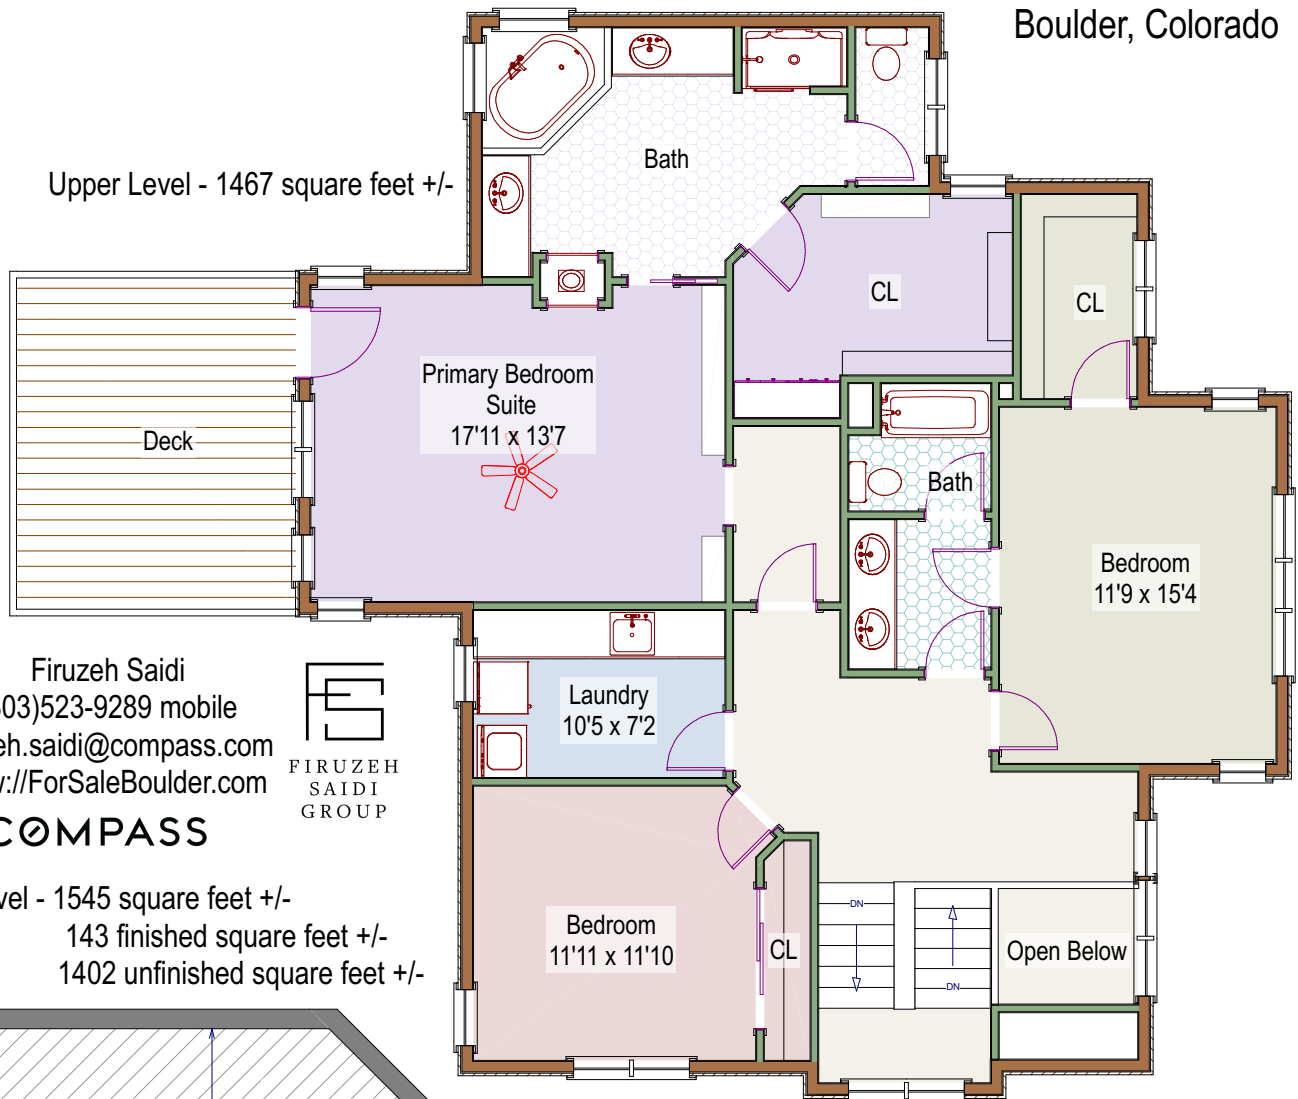 Boulder, Colorado
Upper Level - 1467 square feet +/-
Bath
CL
CL
Primary Bedroom
Suite
17'11 x 13'7
Deck
Bath
Bedroom
11'9 x 15'4
Laundry
10'5 x 7'2
Firuzeh Saidi
03)523-9289 mobile
eh.saidi@compass.com
://ForSaleBoulder.com
FS
FIRUZEH
SAIDI
GROUP
COMPASS
vel - 1545 square feet +/-
143 finished square feet +/-
1402 unfinished square feet +/-
Bedroom
11'11 x 11'10
CL
DN
DN
Open Below